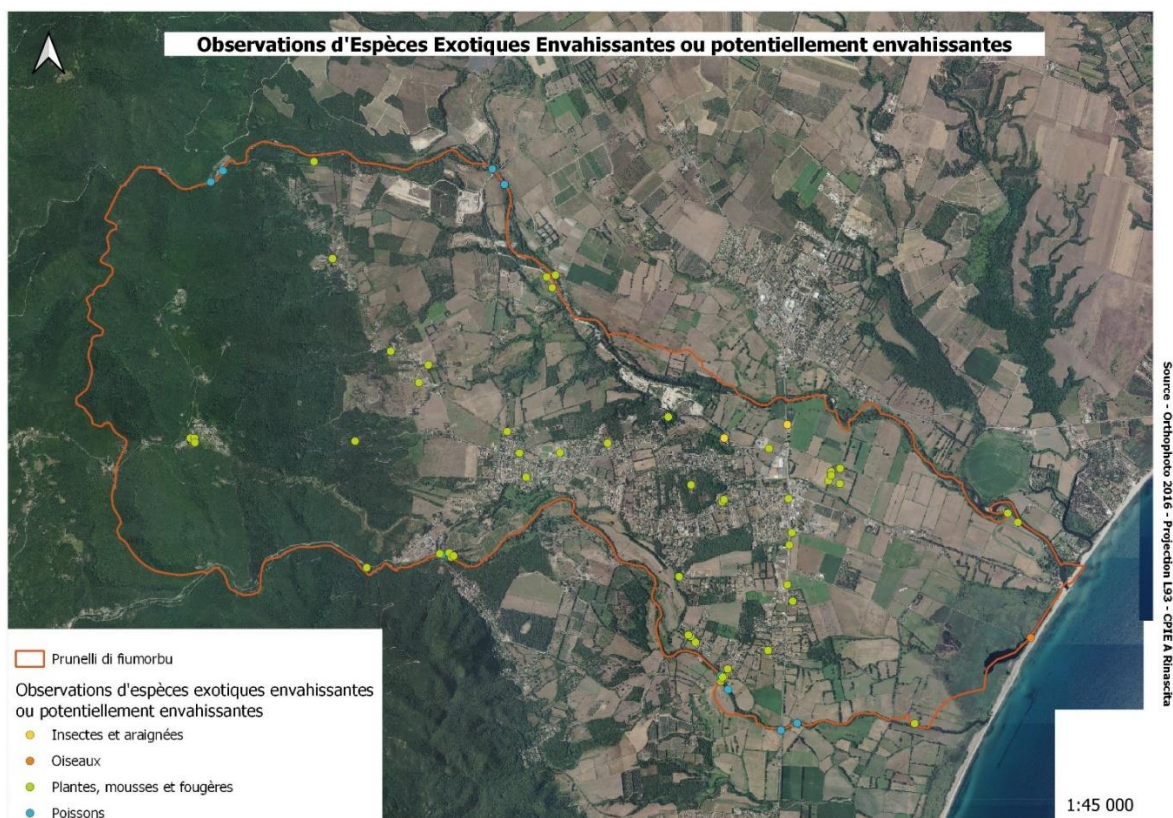 Observations d'Espèces Exotiques Envahissantes ou potentiellement envahissantes
Source - Orthophoto 2016 - Projection L93 - CPIE A Rinascita
Prunelli di fiumorbu
Observations d'espèces exotiques envahissantes
ou potentiellement envahissantes
Insectes et araignées
Oiseaux
Plantes, mousses et fougères
Poissons
1:45 000